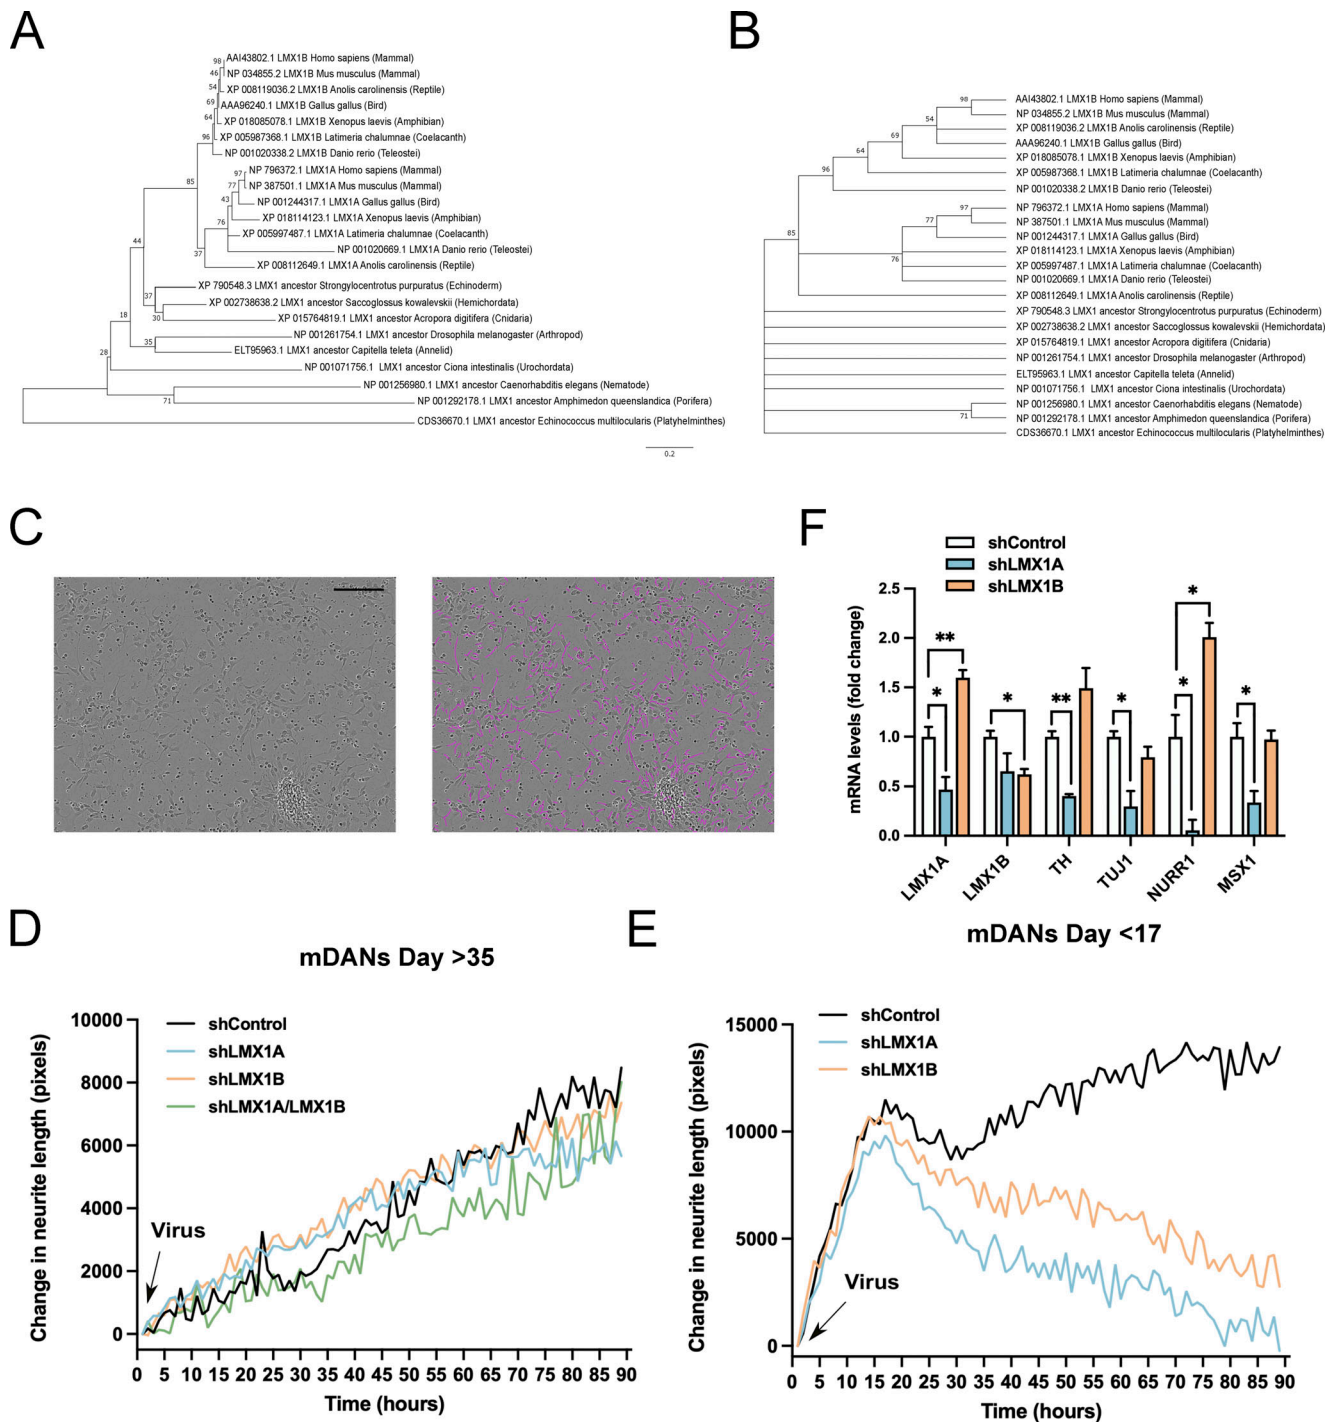 A
98
AAI43802.1 LMX1B Homo sapiens (Mammal)
46
NP 034855.2 LMX1B Mus musculus (Mammal)
54
XP 008119036.2 LMX1B Anolis carolinensis (Reptile)
69
AAA96240.1 LMX1B Gallus gallus (Bird)
64
XP 018085078.1 LMX1B Xenopus laevis (Amphibian)
96
XP 005987368.1 LMX1B Latimeria chalumnae (Coelacanth)
NP 001020338.2 LMX1B Danio rerio (Teleostei)
85
97
NP 796372.1 LMX1A Homo sapiens (Mammal)
77
NP 387501.1 LMX1A Mus musculus (Mammal)
43
NP 001244317.1 LMX1A Gallus gallus (Bird)
76
XP 018114123.1 LMX1A Xenopus laevis (Amphibian)
XP 005997487.1 LMX1A Latimeria chalumnae (Coelacanth)
44
37
NP 001020669.1 LMX1A Danio rerio (Teleostei)
XP 008112649.1 LMX1A Anolis carolinensis (Reptile)
37
XP 790548.3 LMX1 ancestor Strongylocentrotus purpuratus (Echinoderm)
XP 002738638.2 LMX1 ancestor Saccoglossus kowalevskii (Hemichordata)
18
30
XP 015764819.1 LMX1 ancestor Acropora digitifera (Cnidaria)
NP 001261754.1 LMX1 ancestor Drosophila melanogaster (Arthropod)
35
28
ELT95963.1 LMX1 ancestor Capitella teleta (Annelid)
NP 001071756.1 LMX1 ancestor Ciona intestinalis (Urochordata)
NP 001256980.1 LMX1 ancestor Caenorhabditis elegans (Nematode)
71
NP 001292178.1 LMX1 ancestor Amphimedon queenslandica (Porifera)
CDS36670.1 LMX1 ancestor Echinococcus multilocularis (Platyhelminthes)
0.2
B
98
AAI43802.1 LMX1B Homo sapiens (Mammal)
54
NP 034855.2 LMX1B Mus musculus (Mammal)
69
XP 008119036.2 LMX1B Anolis carolinensis (Reptile)
AAA96240.1 LMX1B Gallus gallus (Bird)
64
XP 018085078.1 LMX1B Xenopus laevis (Amphibian)
96
XP 005987368.1 LMX1B Latimeria chalumnae (Coelacanth)
NP 001020338.2 LMX1B Danio rerio (Teleostei)
97
NP 796372.1 LMX1A Homo sapiens (Mammal)
77
NP 387501.1 LMX1A Mus musculus (Mammal)
85
NP 001244317.1 LMX1A Gallus gallus (Bird)
76
XP 018114123.1 LMX1A Xenopus laevis (Amphibian)
XP 005997487.1 LMX1A Latimeria chalumnae (Coelacanth)
NP 001020669.1 LMX1A Danio rerio (Teleostei)
XP 008112649.1 LMX1A Anolis carolinensis (Reptile)
XP 790548.3 LMX1 ancestor Strongylocentrotus purpuratus (Echinoderm)
XP 002738638.2 LMX1 ancestor Saccoglossus kowalevskii (Hemichordata)
XP 015764819.1 LMX1 ancestor Acropora digitifera (Cnidaria)
NP 001261754.1 LMX1 ancestor Drosophila melanogaster (Arthropod)
ELT95963.1 LMX1 ancestor Capitella teleta (Annelid)
NP 001071756.1 LMX1 ancestor Ciona intestinalis (Urochordata)
NP 001256980.1 LMX1 ancestor Caenorhabditis elegans (Nematode)
71
NP 001292178.1 LMX1 ancestor Amphimedon queenslandica (Porifera)
CDS36670.1 LMX1 ancestor Echinococcus multilocularis (Platyhelminthes)
C
F
shControl
shLMX1A
shLMX1B
mRNA levels (fold change)
2.5
2.0
1.5
1.0
0.5
0.0
*
**
*
**
*
*
*
*
LMX1A
LMX1B
TH
TUJ1
NURR1
MSX1
D
mDANs Day >35
shControl
shLMX1A
shLMX1B
shLMX1A/LMX1B
Change in neurite length (pixels)
10000
8000
6000
4000
2000
0
Virus
0 5 10 15 20 25 30 35 40 45 50 55 60 65 70 75 80 85 90
Time (hours)
E
mDANs Day <17
shControl
shLMX1A
shLMX1B
Change in neurite length (pixels)
15000
10000
5000
0
Virus
0 5 10 15 20 25 30 35 40 45 50 55 60 65 70 75 80 85 90
Time (hours)